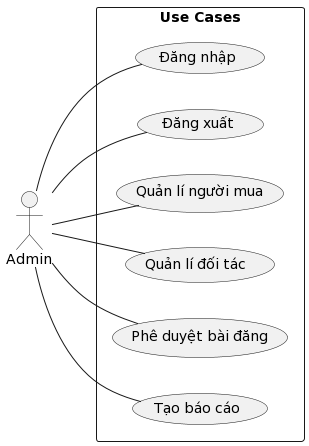 Use Cases
Đăng nhập
Đăng xuất
Quản lí người mua
Quản lí đối tác
Admin
Phê duyệt bài đăng
Tạo báo cáo